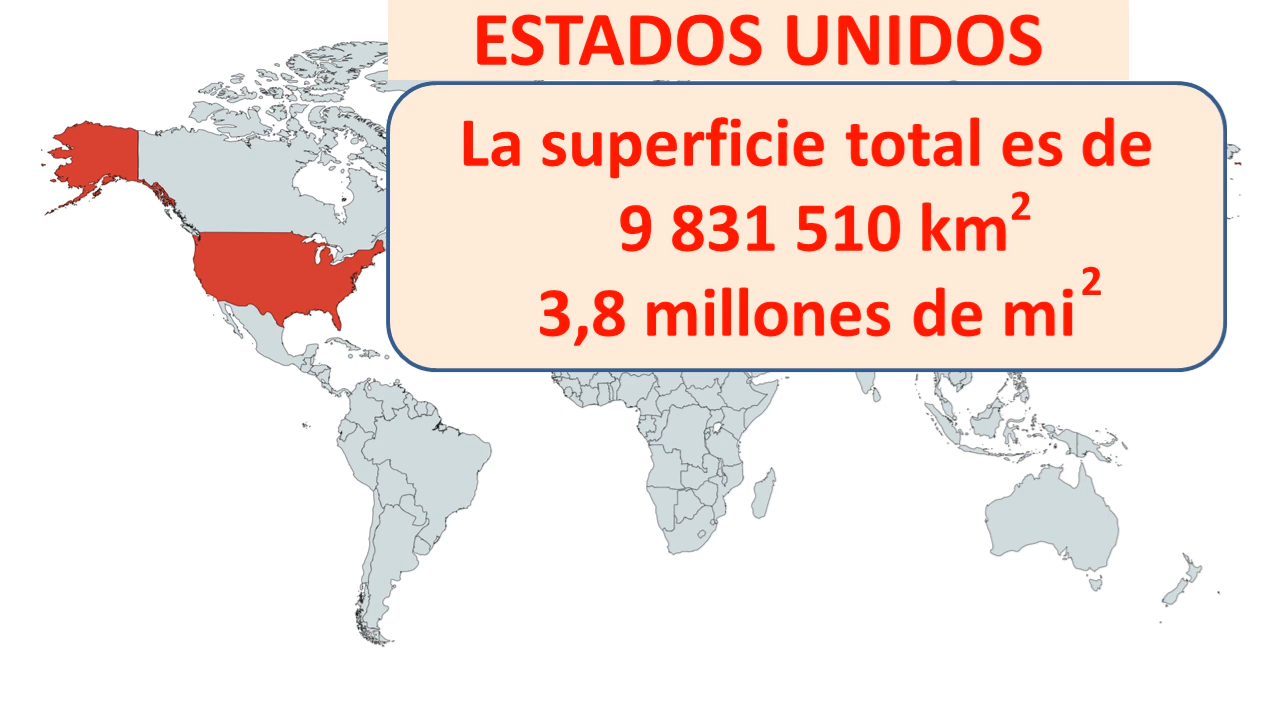 ESTADOS UNIDOS
La superficie total es de
9 831 510 km²
3,8 millones de mi²